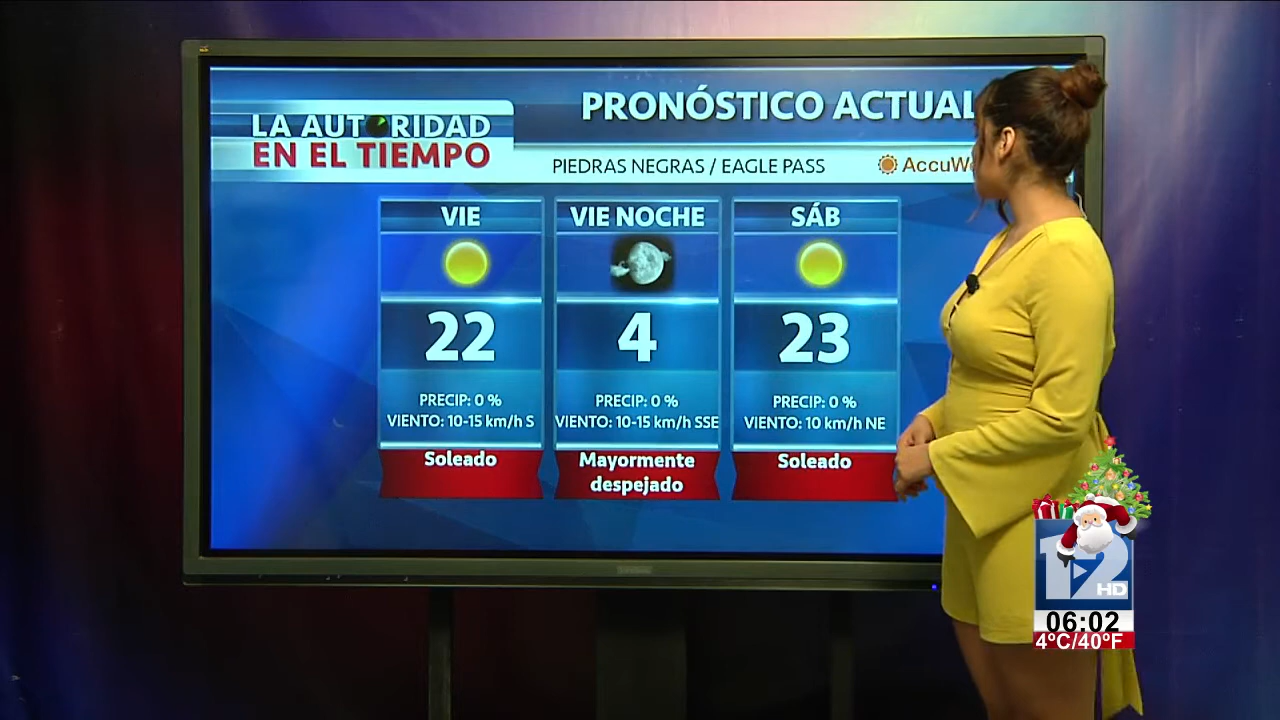 PRONÓSTICO ACTUAL
LA AUTORIDAD
EN EL TIEMPO
PIEDRAS NEGRAS / EAGLE PASS
VIE
VIE NOCHE
SÁB
22
4
23
PRECIP: 0 %
VIENTO: 10-15 km/h S
PRECIP: 0 %
VIENTO: 10-15 km/h SSE
PRECIP: 0 %
VIENTO: 10 km/h NE
Soleado
Mayormente
despejado
Soleado
12
HD
06:02
4ºC/40ºF